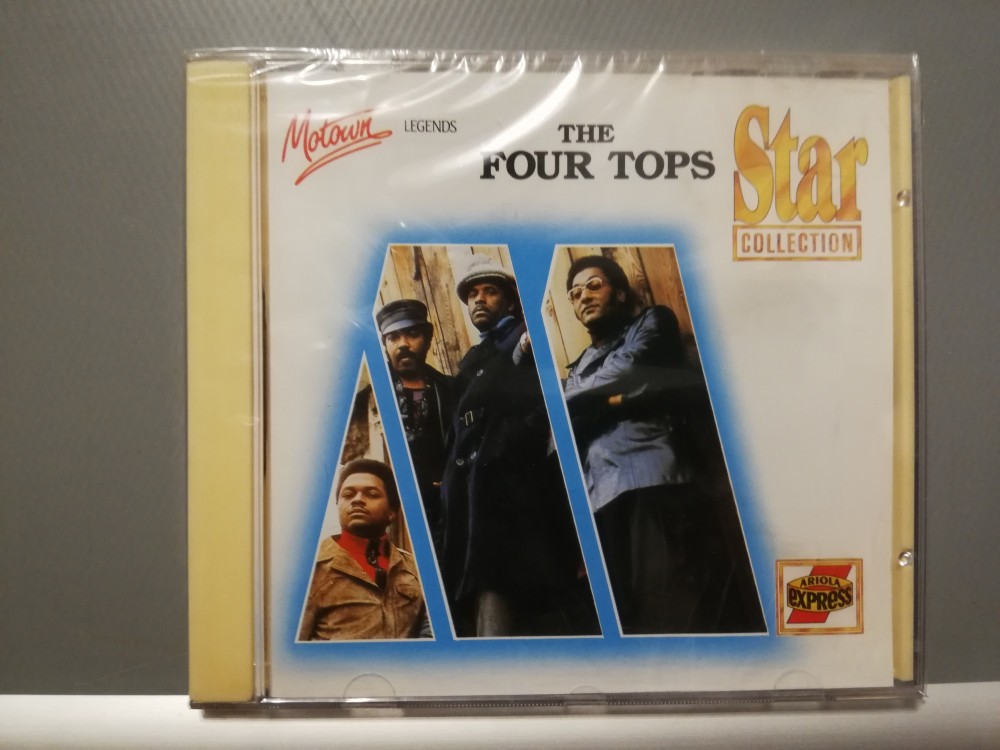 Motown LEGENDS
THE
FOUR TOPS
Star
COLLECTION
ARIOLA
EXPRESS